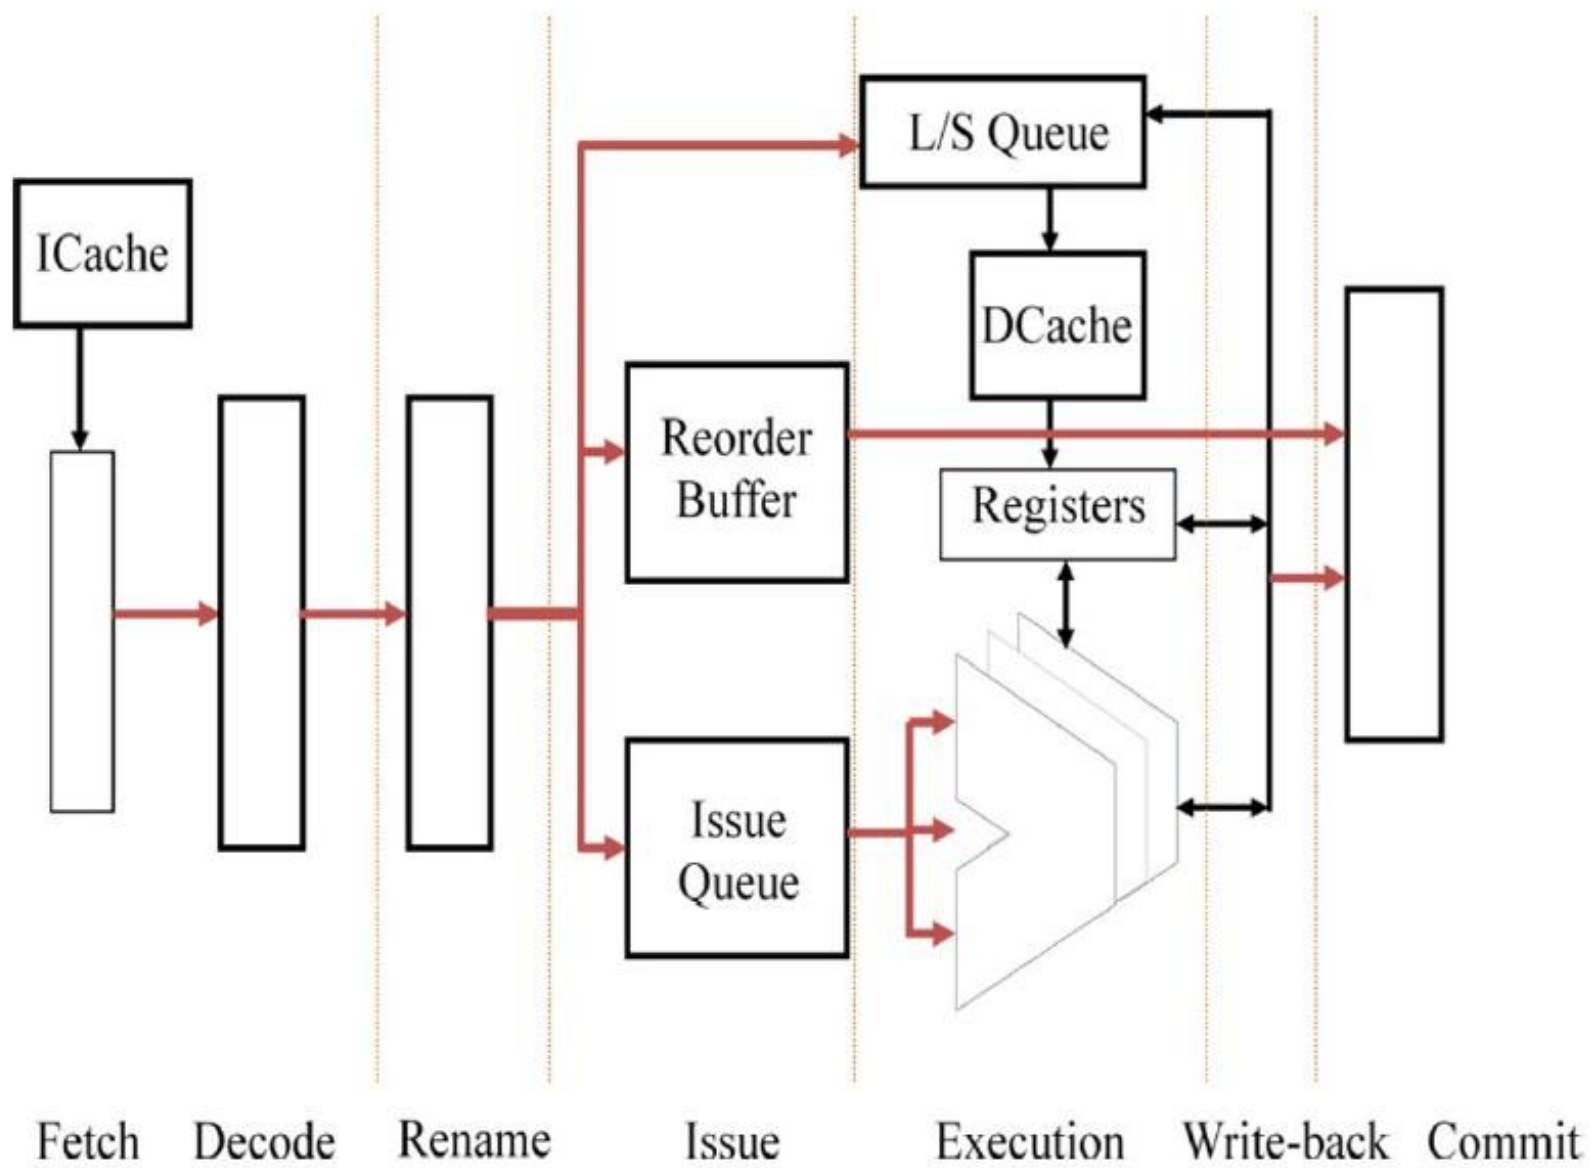 L/S Queue
ICache
DCache
Reorder
Buffer
Registers
Issue
Queue
Fetch
Decode
Rename
Issue
Execution
Write-back
Commit